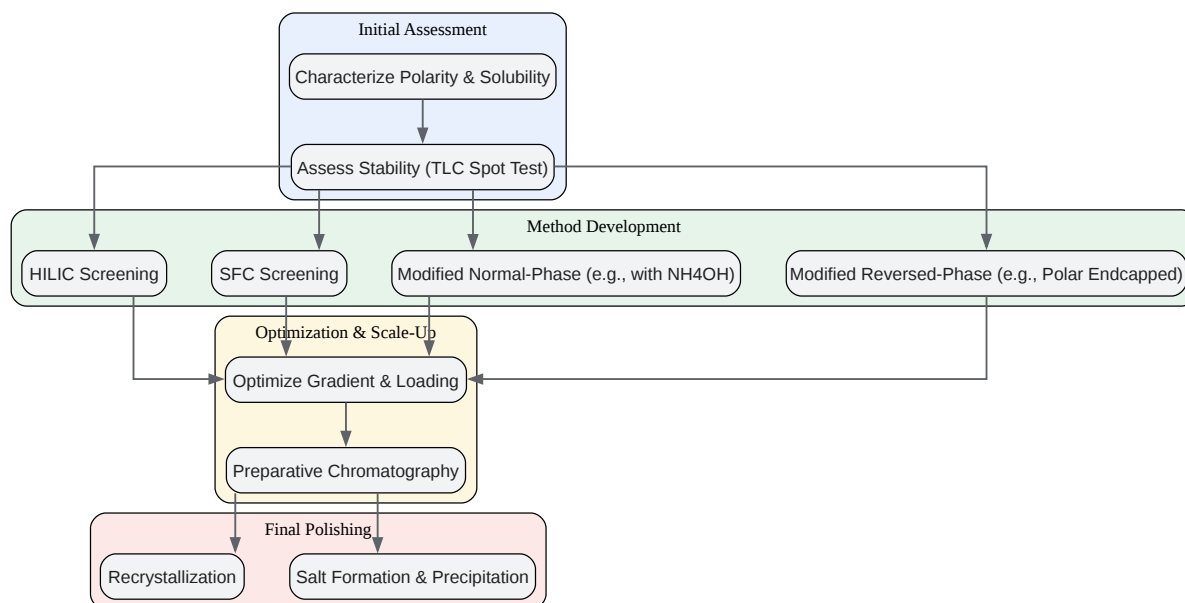 Initial Assessment
Characterize Polarity & Solubility
Assess Stability (TLC Spot Test)
Method Development
HILIC Screening
SFC Screening
Modified Normal-Phase (e.g., with NH4OH)
Modified Reversed-Phase (e.g., Polar Endcapped)
Optimization & Scale-Up
Optimize Gradient & Loading
Preparative Chromatography
Final Polishing
Recrystallization
Salt Formation & Precipitation